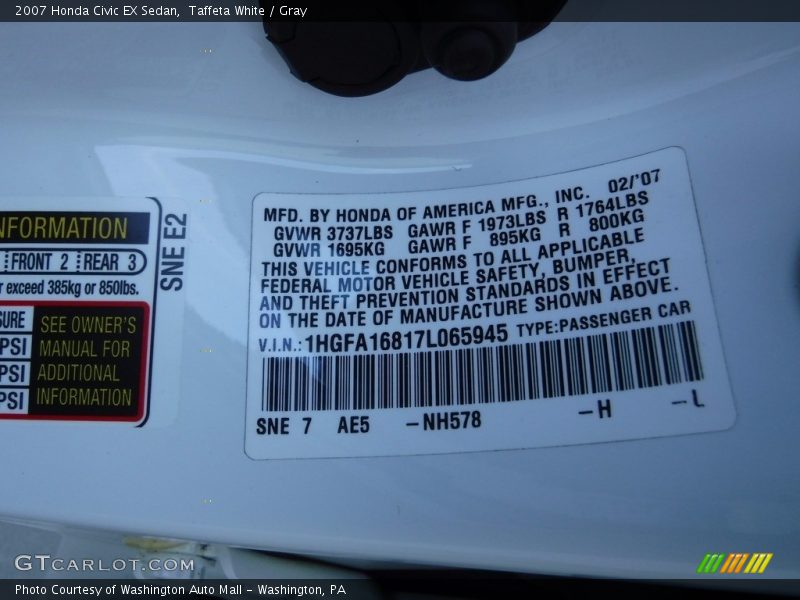 2007 Honda Civic EX Sedan,  Taffeta White / Gray
NFORMATION
FRONT 2 REAR 3
r exceed 385kg or 850lbs.
SURE
PSI
PSI
PSI
SEE OWNER'S
MANUAL FOR
ADDITIONAL
INFORMATION
SNE E2
MFD. BY HONDA OF AMERICA MFG., INC. 02/'07
GVWR 3737LBS GAWR F 1973LBS R 1764LBS
GVWR 1695KG GAWR F 895KG R 800KG
THIS VEHICLE CONFORMS TO ALL APPLICABLE
FEDERAL MOTOR VEHICLE SAFETY, BUMPER,
AND THEFT PREVENTION STANDARDS IN EFFECT
ON THE DATE OF MANUFACTURE SHOWN ABOVE.
V.I.N.:1HGFA16817L065945 TYPE:PASSENGER CAR
SNE 7 AE5 -NH578 -H -L
GTCARLOT.COM
Photo Courtesy of Washington Auto Mall - Washington, PA